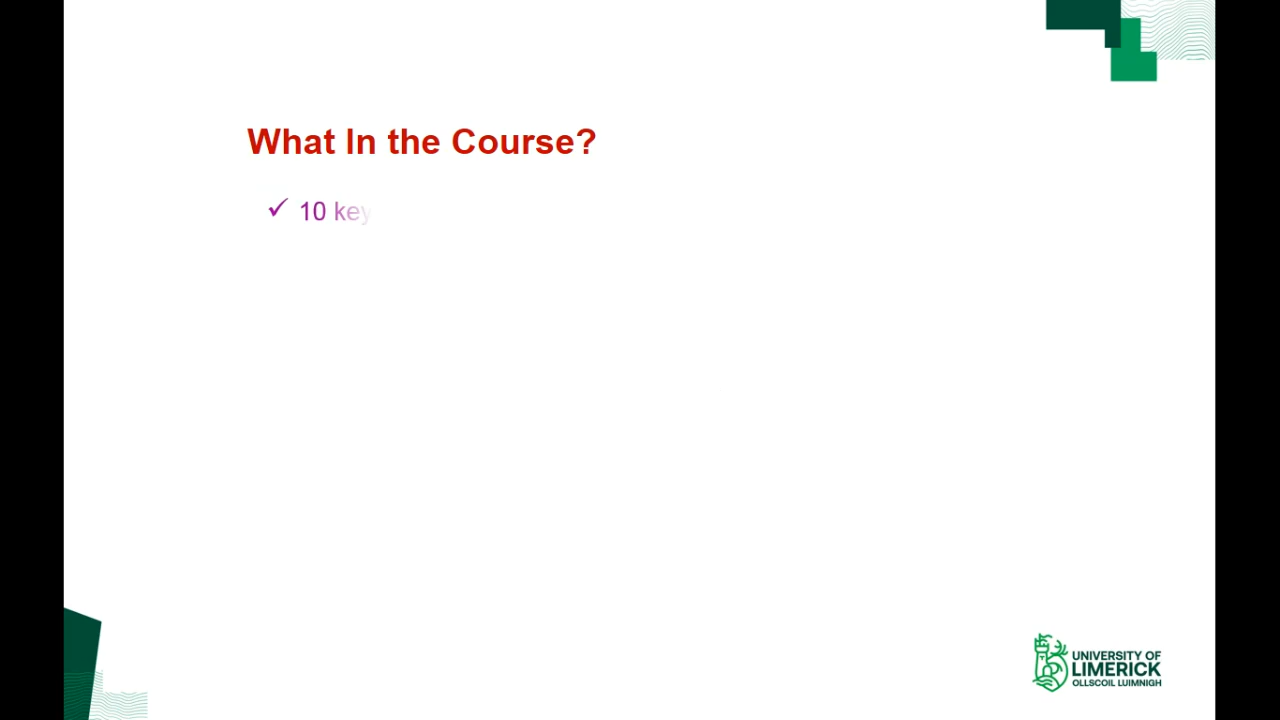 What In the Course?
✓ 10 key
UNIVERSITY OF
LIMERICK
OLLSCOIL LUIMNIGH